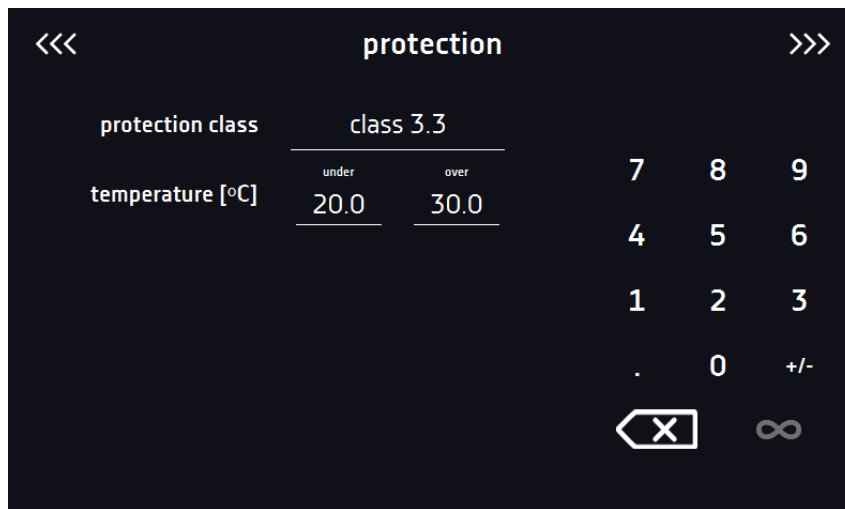 <<< protection >>>
protection class class 3.3
under over
temperature [°C] 20.0 30.0
7 8 9
4 5 6
1 2 3
. 0 +/-
∞